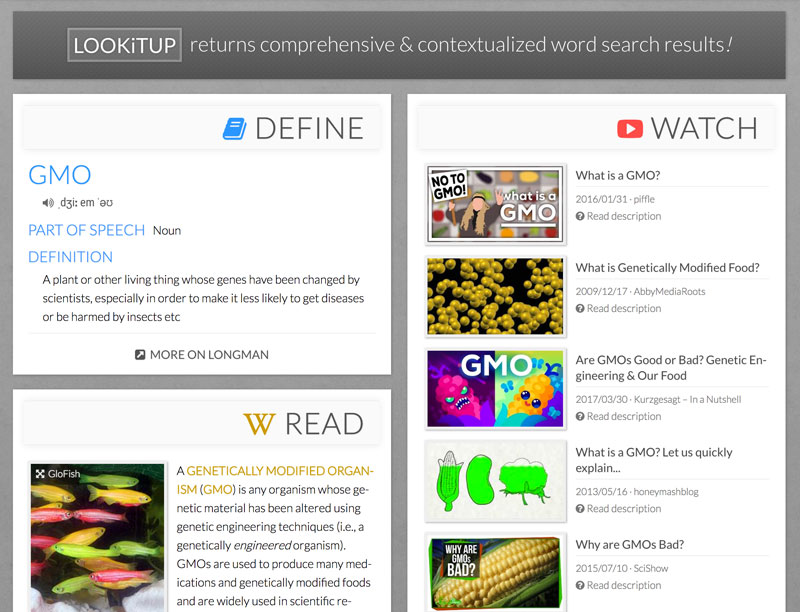 LOOKiTUP returns comprehensive & contextualized word search results!
DEFINE
GMO
ˌdʒiː em ˈəʊ
PART OF SPEECH Noun
DEFINITION
A plant or other living thing whose genes have been changed by
scientists, especially in order to make it less likely to get diseases
or be harmed by insects etc
MORE ON LONGMAN
W READ
GloFish
A GENETICALLY MODIFIED ORGAN-
ISM (GMO) is any organism whose ge-
netic material has been altered using
genetic engineering techniques (i.e., a
genetically engineered organism).
GMOs are used to produce many med-
ications and genetically modified foods
and are widely used in scientific re-
WATCH
NO TO
GMO!
what is a
GMO
What is a GMO?
2016/01/31 · piffle
Read description
What is Genetically Modified Food?
2009/12/17 · AbbyMediaRoots
Read description
GMO
Are GMOs Good or Bad? Genetic En-
gineering & Our Food
2017/03/30 · Kurzgesagt – In a Nutshell
Read description
What is a GMO? Let us quickly
explain...
2013/05/16 · honeymashblog
Read description
WHY ARE
GMOs
BAD?
Why are GMOs Bad?
2015/07/10 · SciShow
Read description